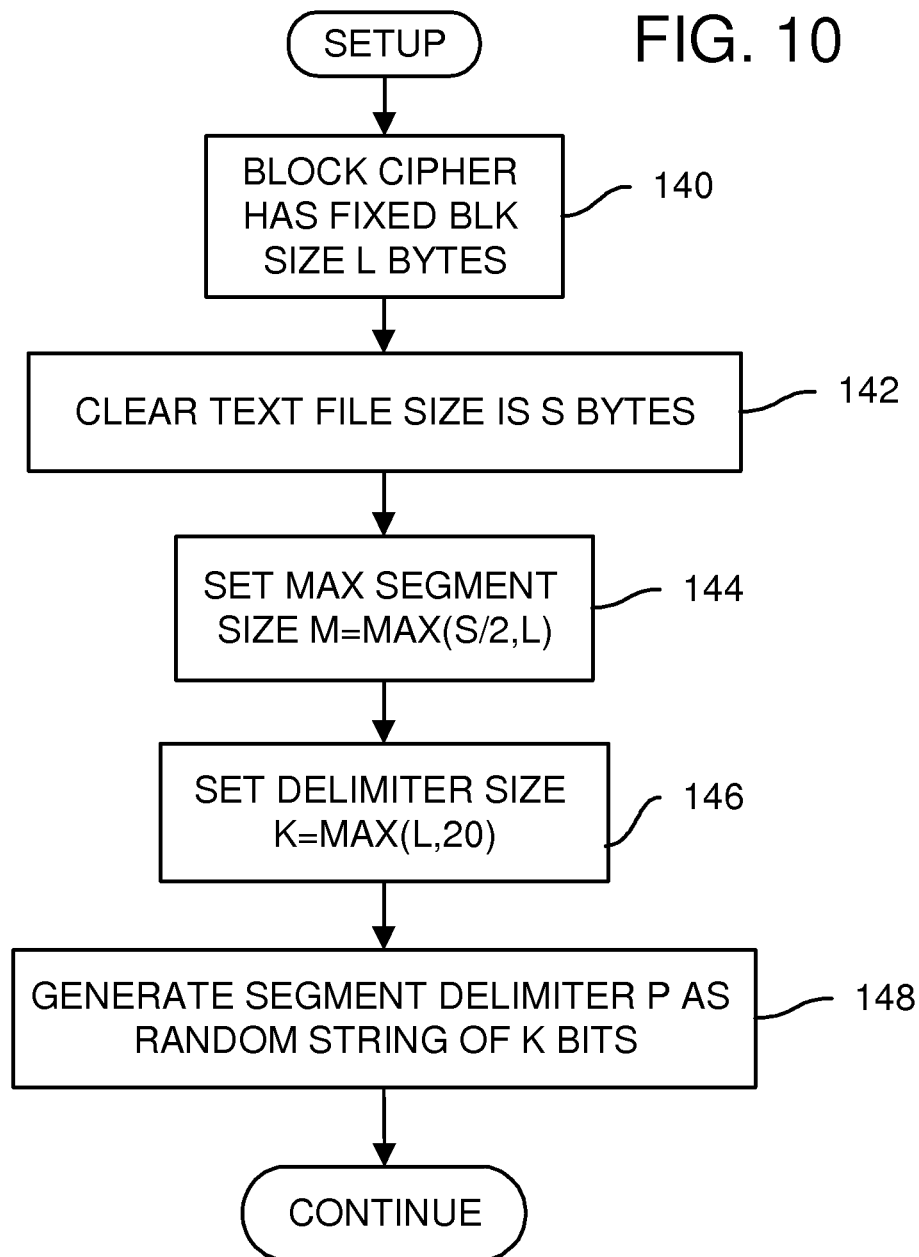 FIG. 10
SETUP
BLOCK CIPHER
HAS FIXED BLK
SIZE L BYTES
140
CLEAR TEXT FILE SIZE IS S BYTES
142
SET MAX SEGMENT
SIZE M=MAX(S/2,L)
144
SET DELIMITER SIZE
K=MAX(L,20)
146
GENERATE SEGMENT DELIMITER P AS
RANDOM STRING OF K BITS
148
CONTINUE